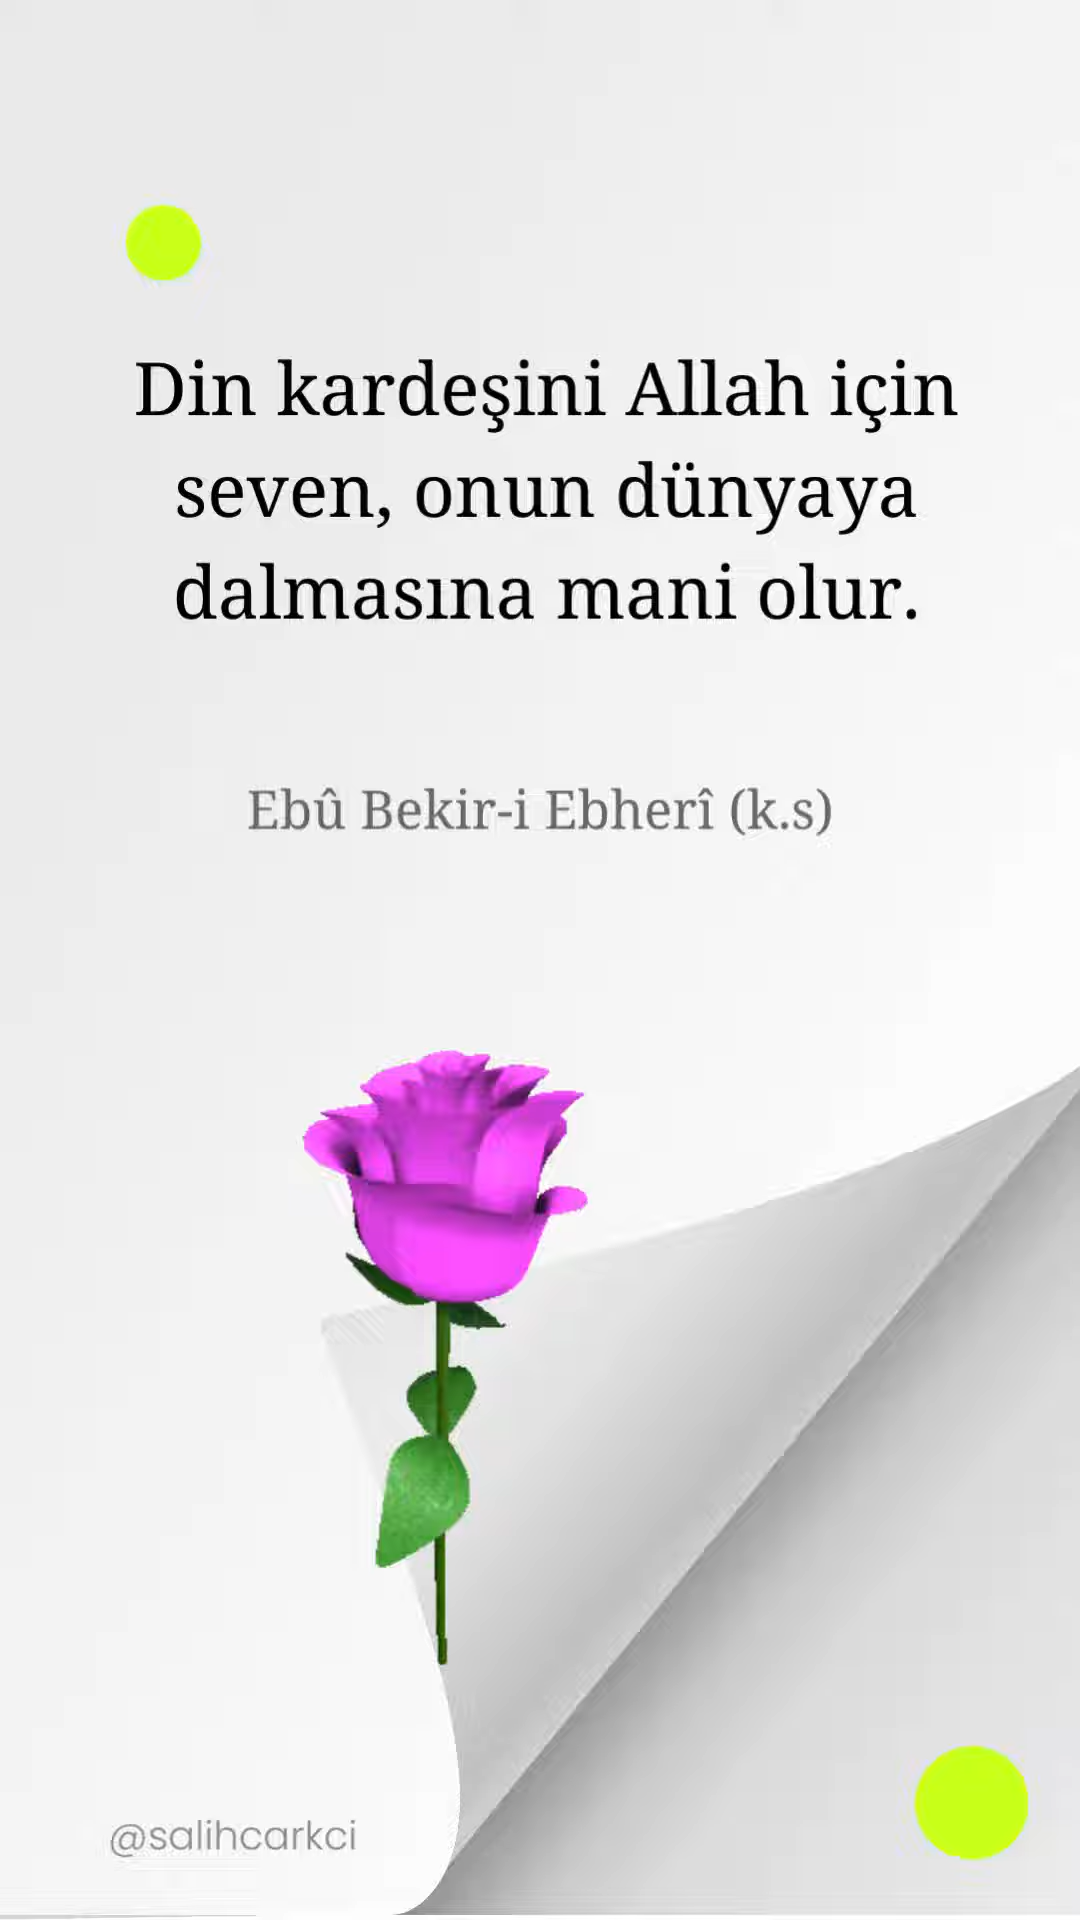 Din kardeşini Allah için
seven, onun dünyaya
dalmasına mani olur.
Ebû Bekir-i Ebherî (k.s)
@salihcarkci